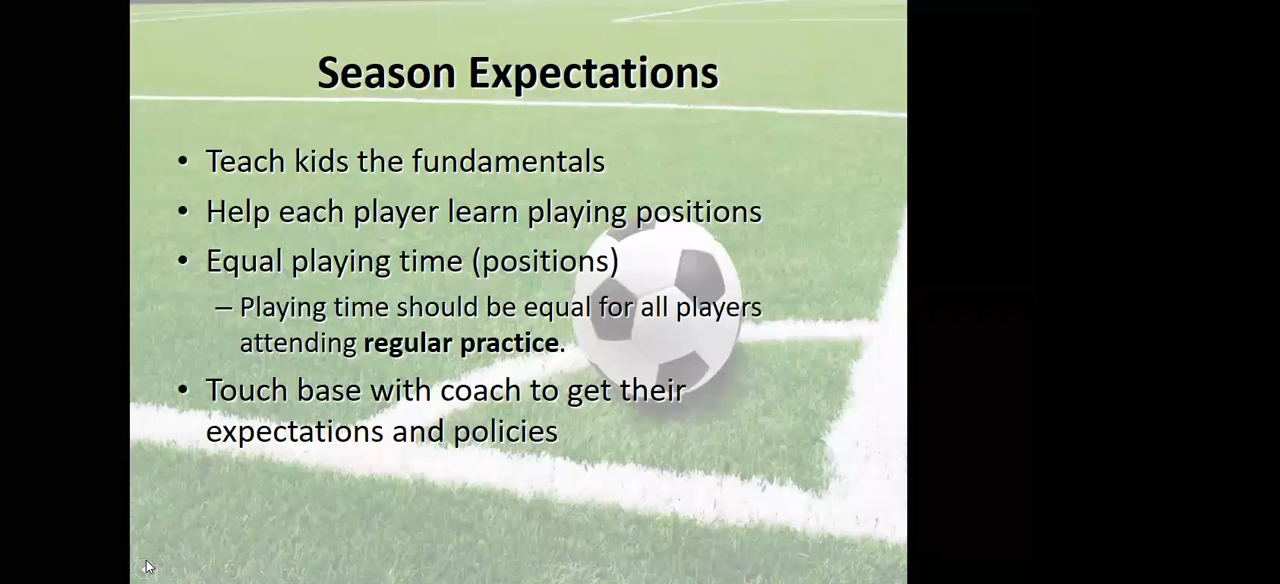 Season Expectations
• Teach kids the fundamentals
• Help each player learn playing positions
• Equal playing time (positions)
– Playing time should be equal for all players
attending regular practice.
• Touch base with coach to get their
expectations and policies